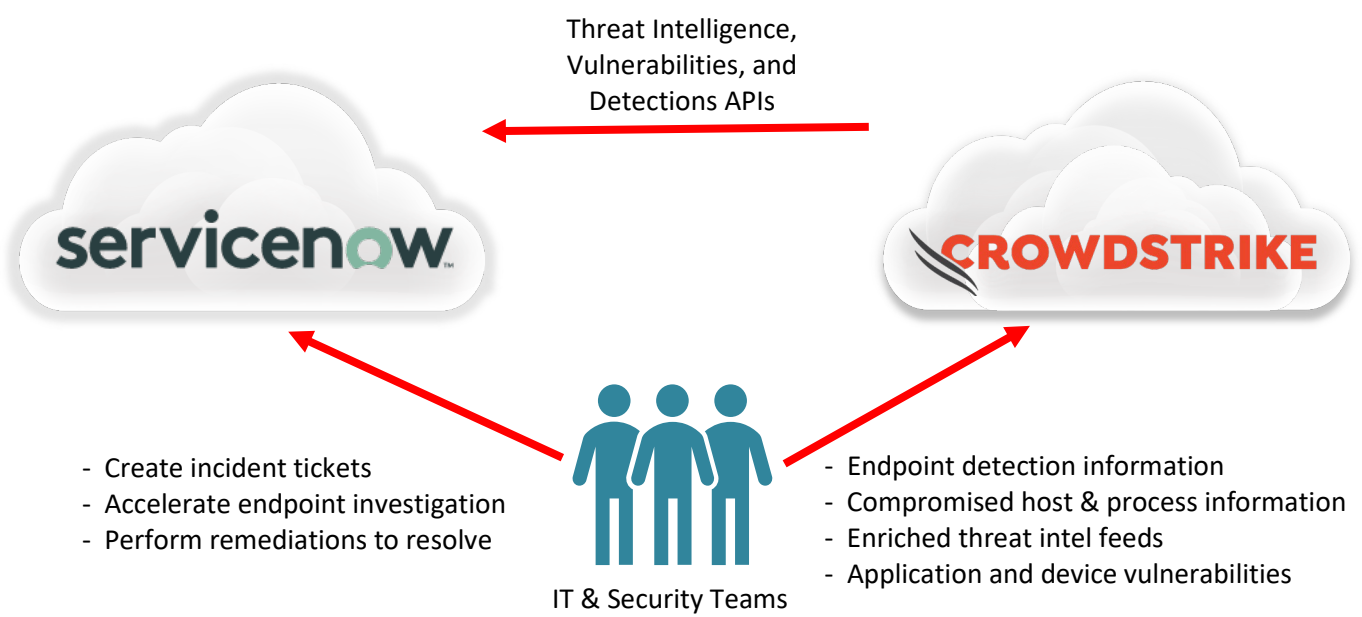 Threat Intelligence,
Vulnerabilities, and
Detections APIs
servicenow™
CROWDSTRIKE
- Create incident tickets
- Accelerate endpoint investigation
- Perform remediations to resolve
- Endpoint detection information
- Compromised host & process information
- Enriched threat intel feeds
- Application and device vulnerabilities
IT & Security Teams